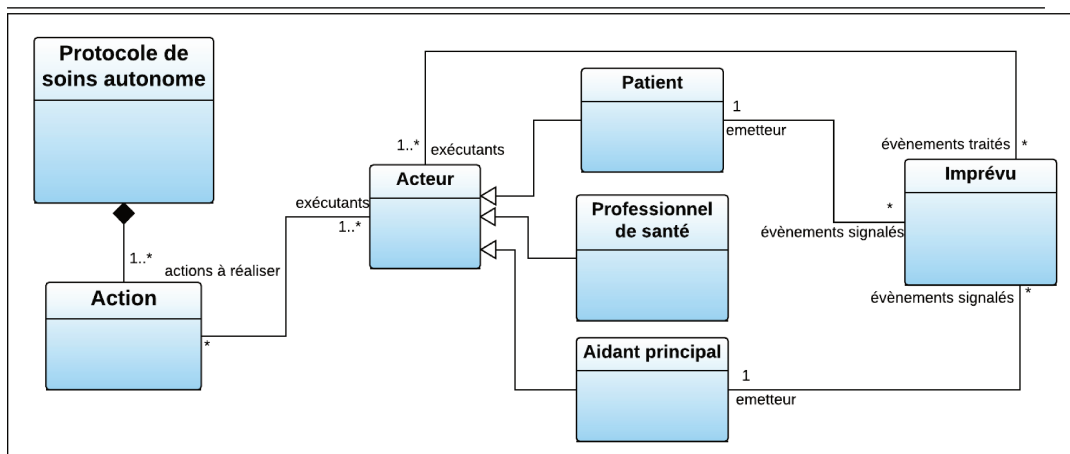 Protocole de
soins autonome
Patient
1
emetteur
1..*
exécutants
évènements traités
*
Acteur
Imprévu
exécutants
1..*
Professionnel
de santé
*
évènements signalés
1..*
actions à réaliser
évènements signalés
*
Action
*
Aidant principal
1
emetteur